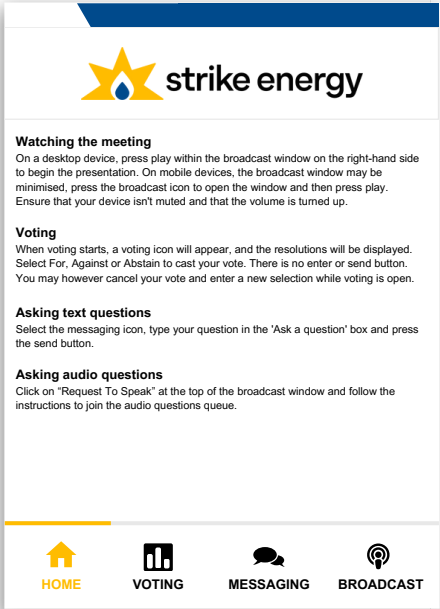 strike energy
Watching the meeting
On a desktop device, press play within the broadcast window on the right-hand side
to begin the presentation. On mobile devices, the broadcast window may be
minimised, press the broadcast icon to open the window and then press play.
Ensure that your device isn't muted and that the volume is turned up.
Voting
When voting starts, a voting icon will appear, and the resolutions will be displayed.
Select For, Against or Abstain to cast your vote. There is no enter or send button.
You may however cancel your vote and enter a new selection while voting is open.
Asking text questions
Select the messaging icon, type your question in the 'Ask a question' box and press
the send button.
Asking audio questions
Click on “Request To Speak” at the top of the broadcast window and follow the
instructions to join the audio questions queue.
HOME VOTING MESSAGING BROADCAST